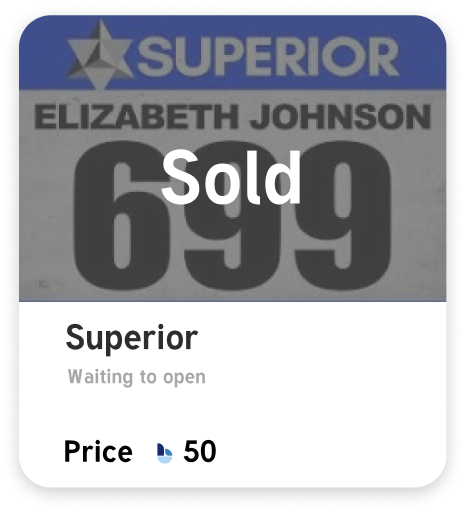 SUPERIOR
ELIZABETH JOHNSON
699
Sold
Superior
Waiting to open
Price 50